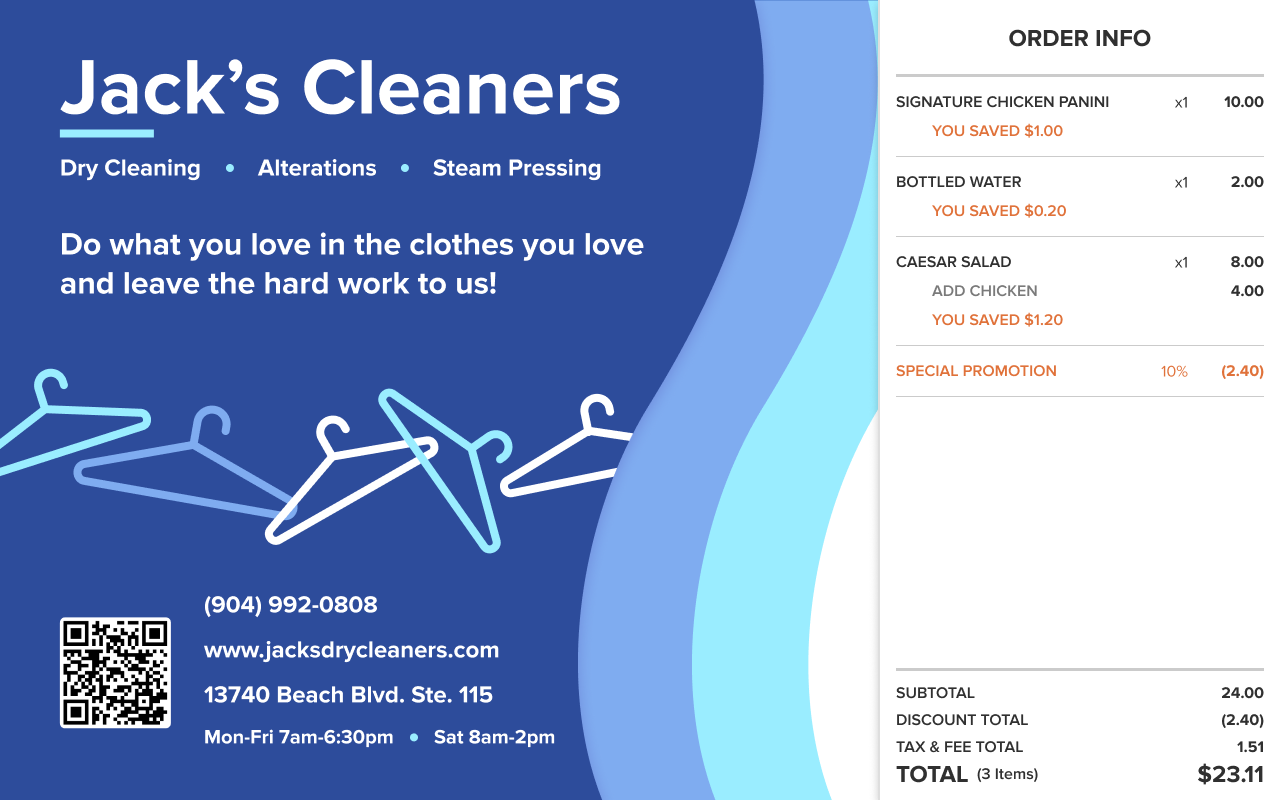 Jack’s Cleaners
Dry Cleaning • Alterations • Steam Pressing
Do what you love in the clothes you love
and leave the hard work to us!
(904) 992-0808
www.jacksdrycleaners.com
13740 Beach Blvd. Ste. 115
Mon-Fri 7am-6:30pm • Sat 8am-2pm
ORDER INFO
SIGNATURE CHICKEN PANINI x1 10.00
YOU SAVED $1.00
BOTTLED WATER x1 2.00
YOU SAVED $0.20
CAESAR SALAD x1 8.00
ADD CHICKEN 4.00
YOU SAVED $1.20
SPECIAL PROMOTION 10% (2.40)
SUBTOTAL 24.00
DISCOUNT TOTAL (2.40)
TAX & FEE TOTAL 1.51
TOTAL (3 Items) $23.11